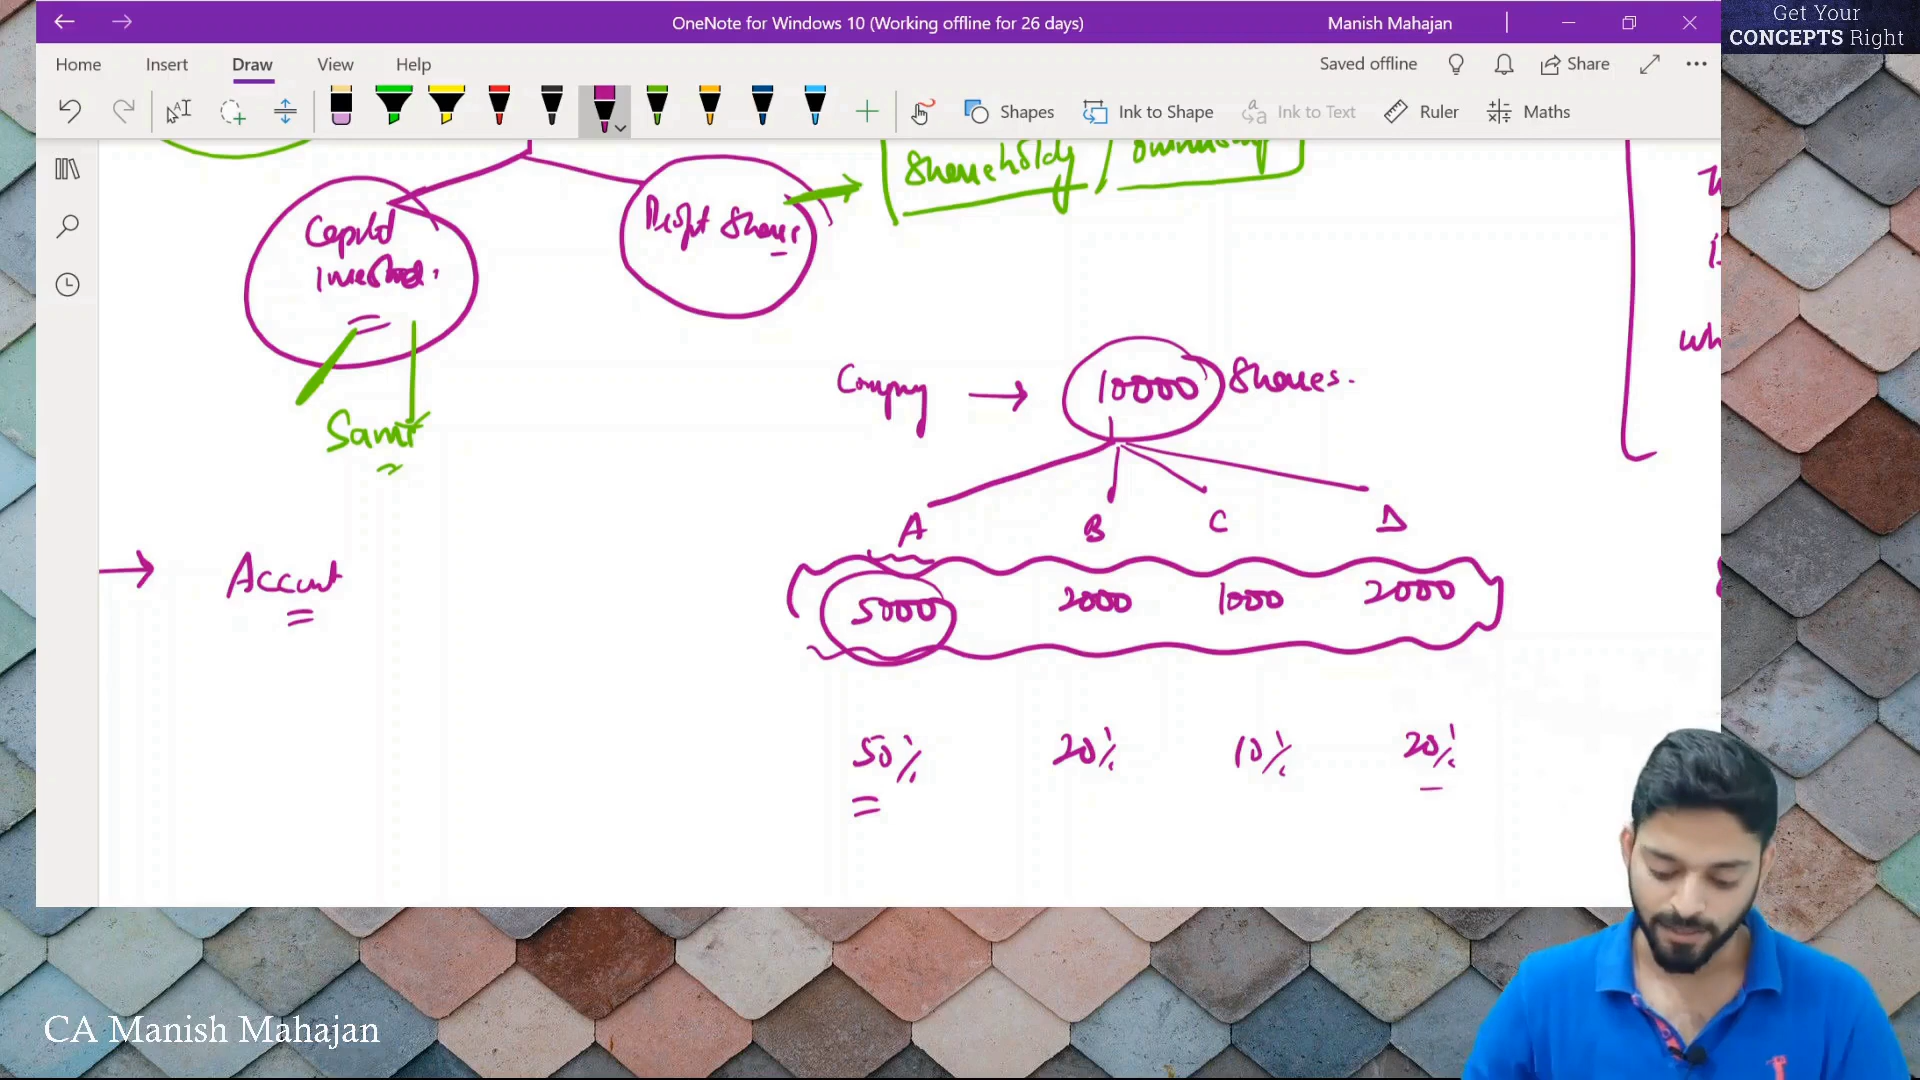 Get Your
CONCEPTS Right
OneNote for Windows 10 (Working offline for 26 days)
Manish Mahajan
Home Insert Draw View Help
Saved offline
Share
Shapes
Ink to Shape
Ink to Text
Ruler
Maths
Shareholdg /
Capital
Invested.
Profit Share
Same
Company → 10000 Shares.
A B C D
→ Account
5000 2000 1000 2000
50% 20% 10% 20%
CA Manish Mahajan